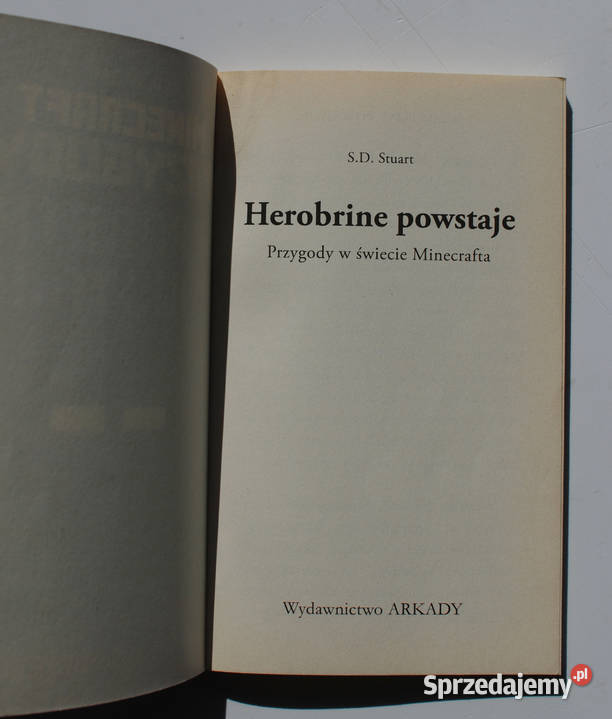 S.D. Stuart
Herobrine powstaje
Przygody w świecie Minecrafta
Wydawnictwo ARKADY
Sprzedajemy.pl